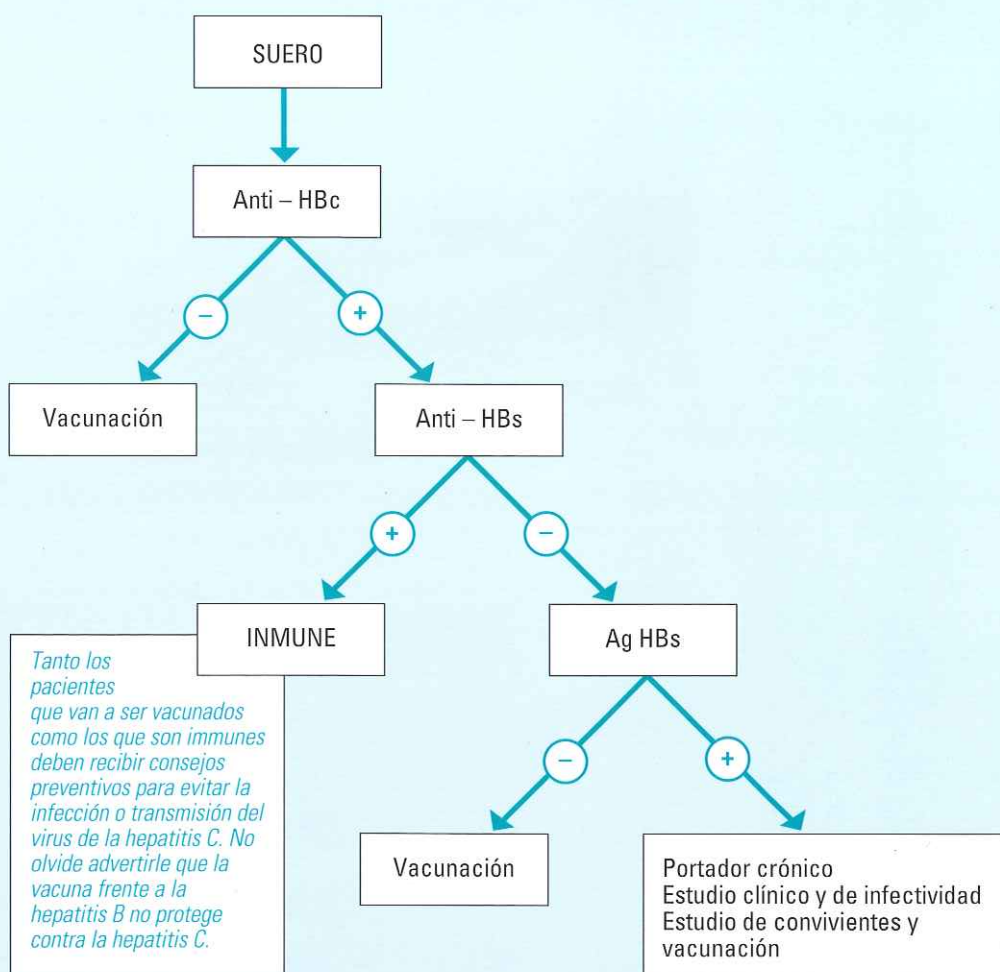 SUERO
Anti – HBc
–
+
Vacunación
Anti – HBs
+
–
INMUNE
Ag HBs
Tanto los
pacientes
que van a ser vacunados
como los que son immunes
deben recibir consejos
preventivos para evitar la
infección o transmisión del
virus de la hepatitis C. No
olvide advertirle que la
vacuna frente a la
hepatitis B no protege
contra la hepatitis C.
–
+
Vacunación
Portador crónico
Estudio clínico y de infectividad
Estudio de convivientes y
vacunación